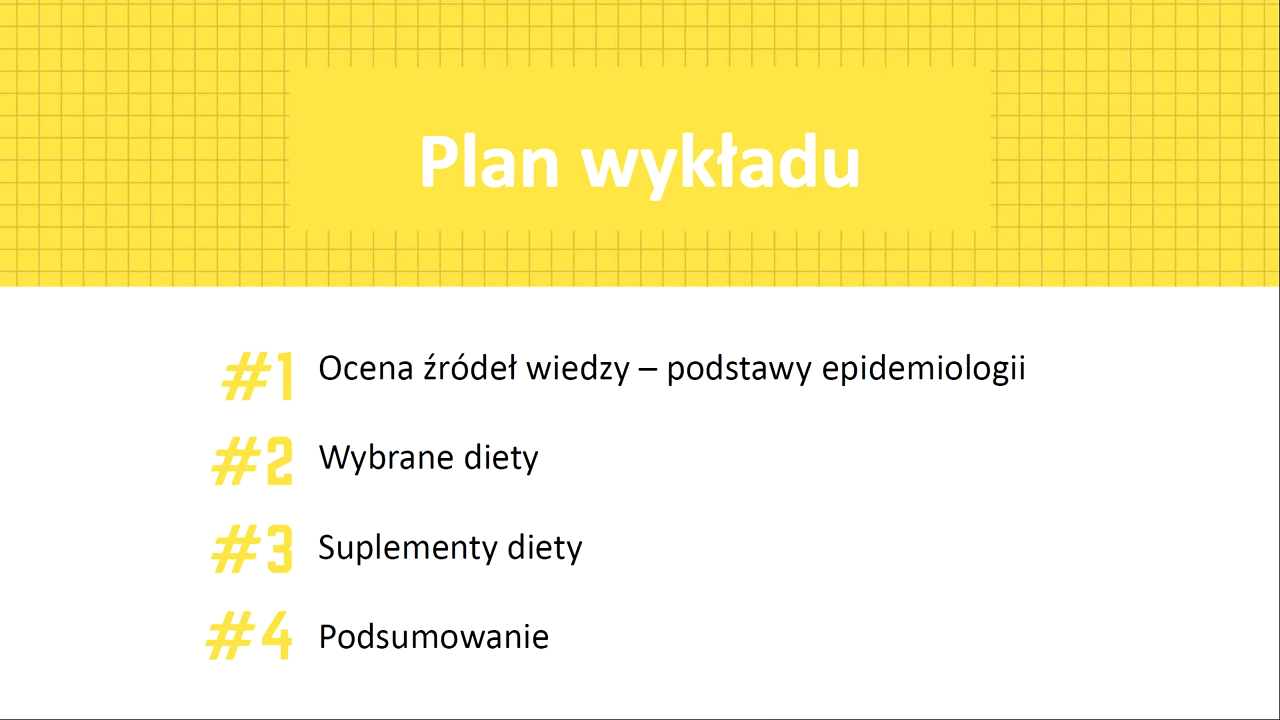 Plan wykładu
#1 Ocena źródeł wiedzy – podstawy epidemiologii
#2 Wybrane diety
#3 Suplementy diety
#4 Podsumowanie